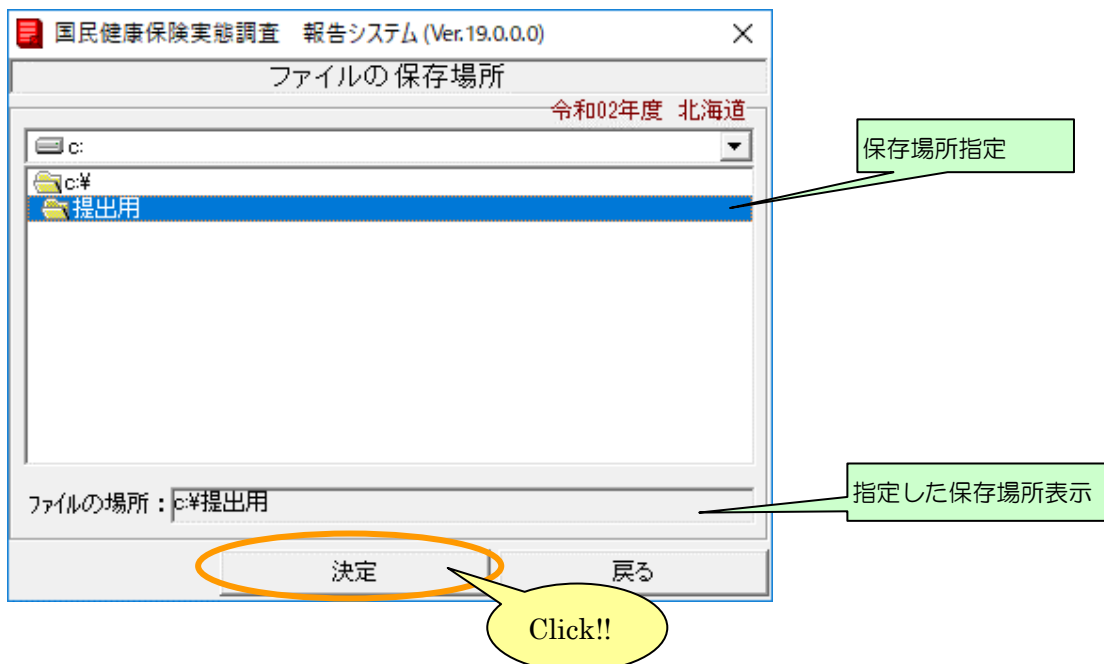 国民健康保険実態調査　報告システム (Ver.19.0.0.0)
ファイルの保存場所
令和02年度 北海道
c:
c:¥
提出用
保存場所指定
ファイルの場所：c:¥提出用
指定した保存場所表示
決定
戻る
Click!!